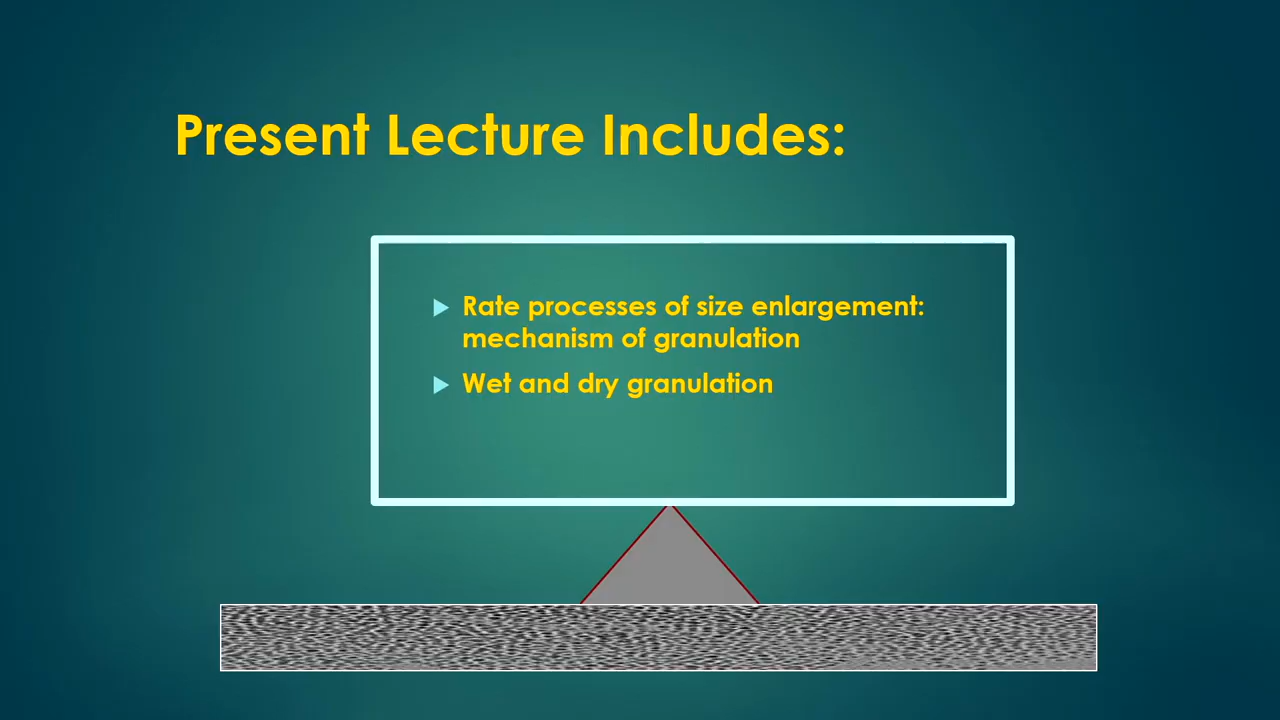 Present Lecture Includes:
Rate processes of size enlargement:
mechanism of granulation
Wet and dry granulation